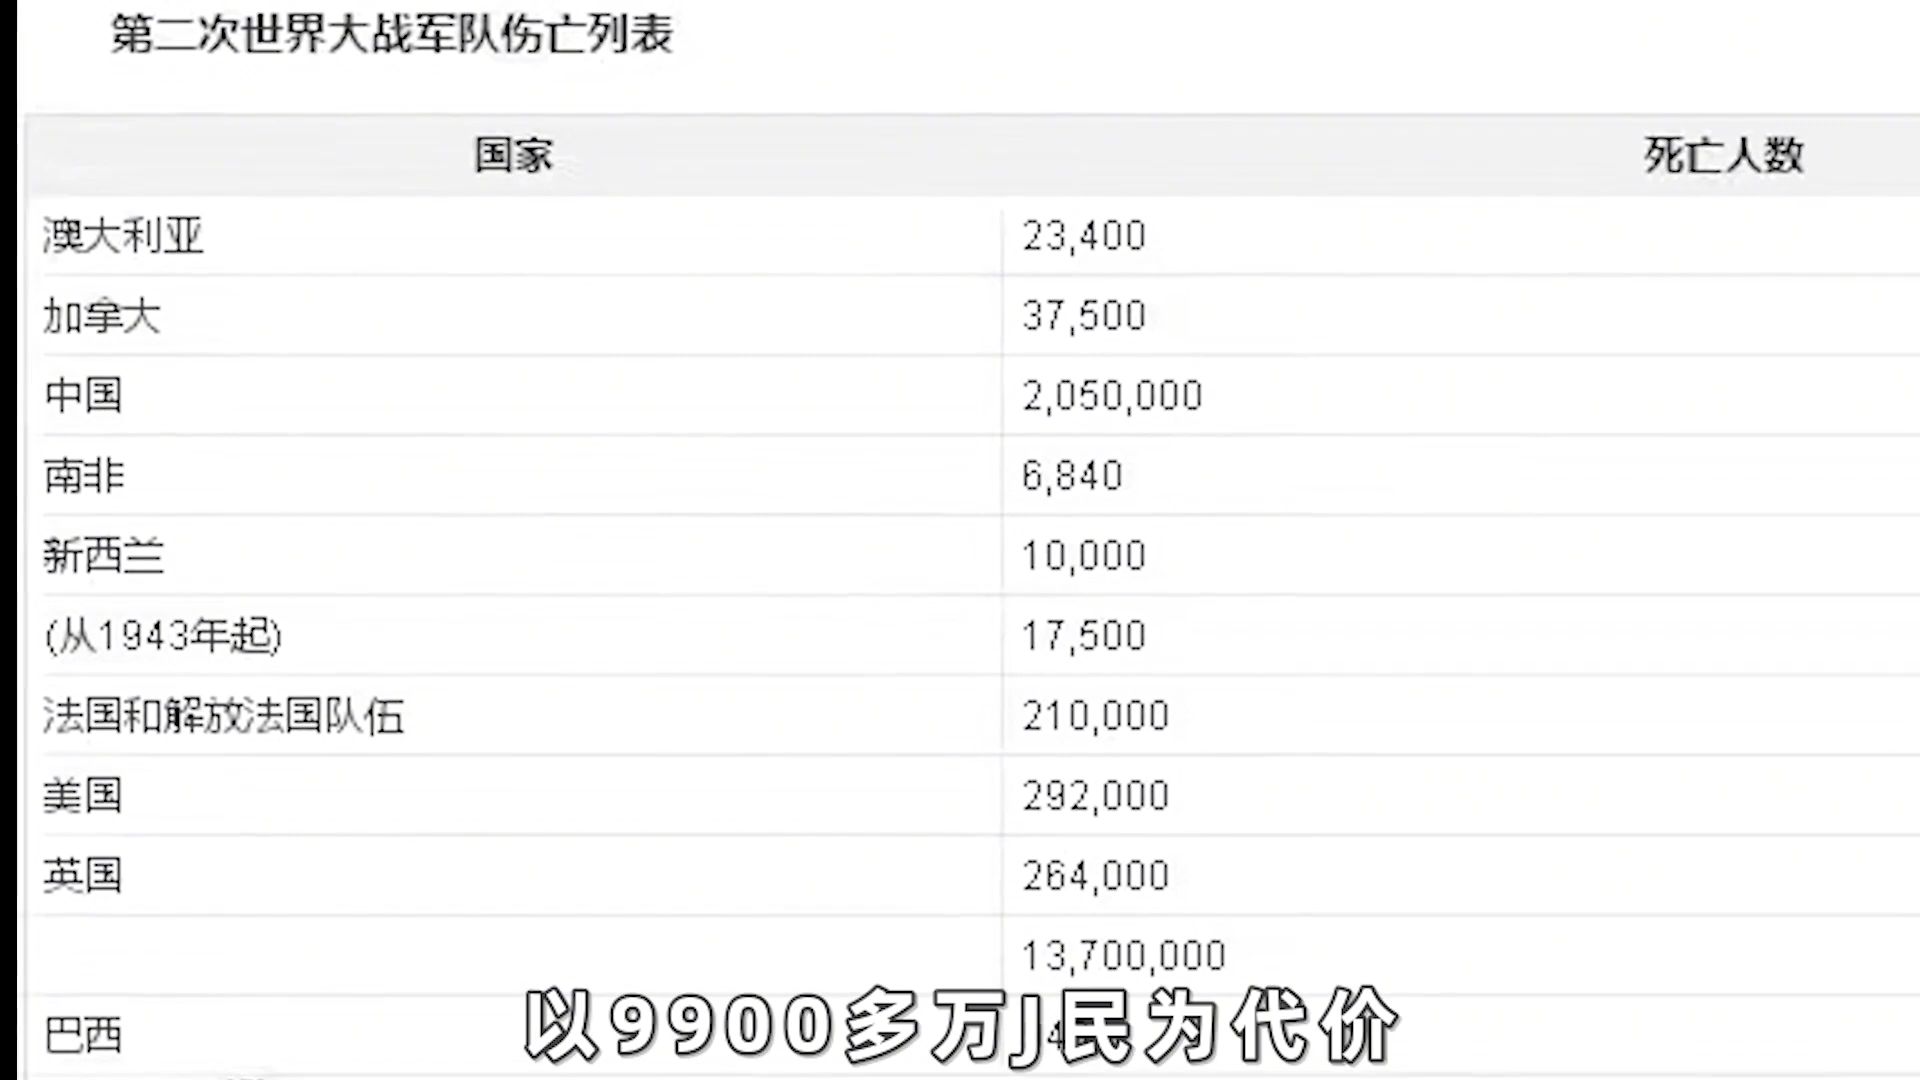 第二次世界大战军队伤亡列表
国家 死亡人数
澳大利亚 23,400
加拿大 37,500
中国 2,050,000
南非 6,840
新西兰 10,000
(从1943年起) 17,500
法国和解放法国队伍 210,000
美国 292,000
英国 264,000
13,700,000
巴西
以9900多万J民为代价